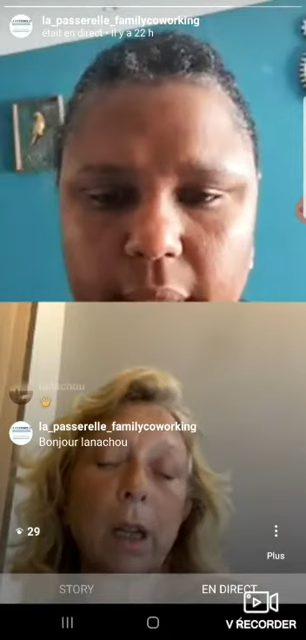 la_passerelle_familycoworking
était en direct • Il y a 22 h
lanachou
la_passerelle_familycoworking
Bonjour lanachou
29
Plus
STORY
EN DIRECT
V RECORDER